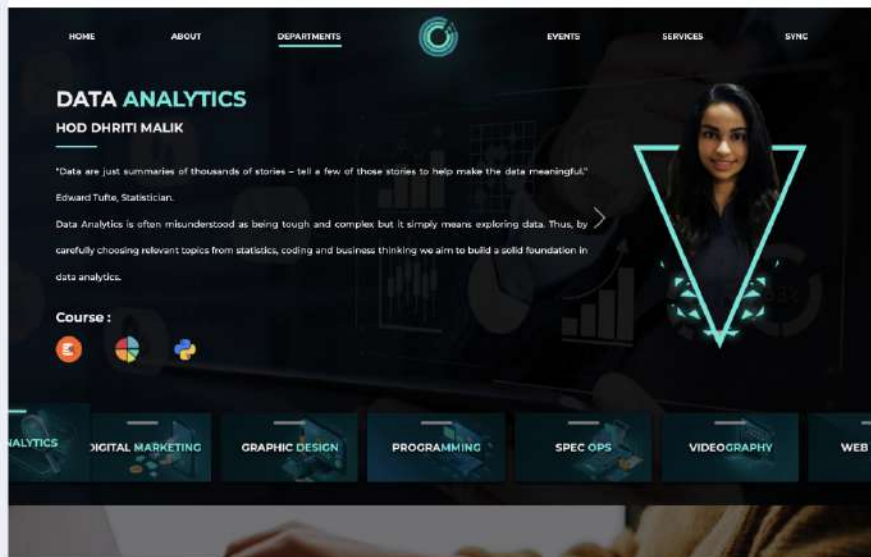 HOME ABOUT DEPARTMENTS EVENTS SERVICES SYNC
DATA ANALYTICS
HOD DHRITI MALIK
"Data are just summaries of thousands of stories – tell a few of those stories to help make the data meaningful."
Edward Tufte, Statistician.
Data Analytics is often misunderstood as being tough and complex but it simply means exploring data. Thus, by
carefully choosing relevant topics from statistics, coding and business thinking we aim to build a solid foundation in
data analytics.
Course :
NALYTICS DIGITAL MARKETING GRAPHIC DESIGN PROGRAMMING SPEC OPS VIDEOGRAPHY WEB